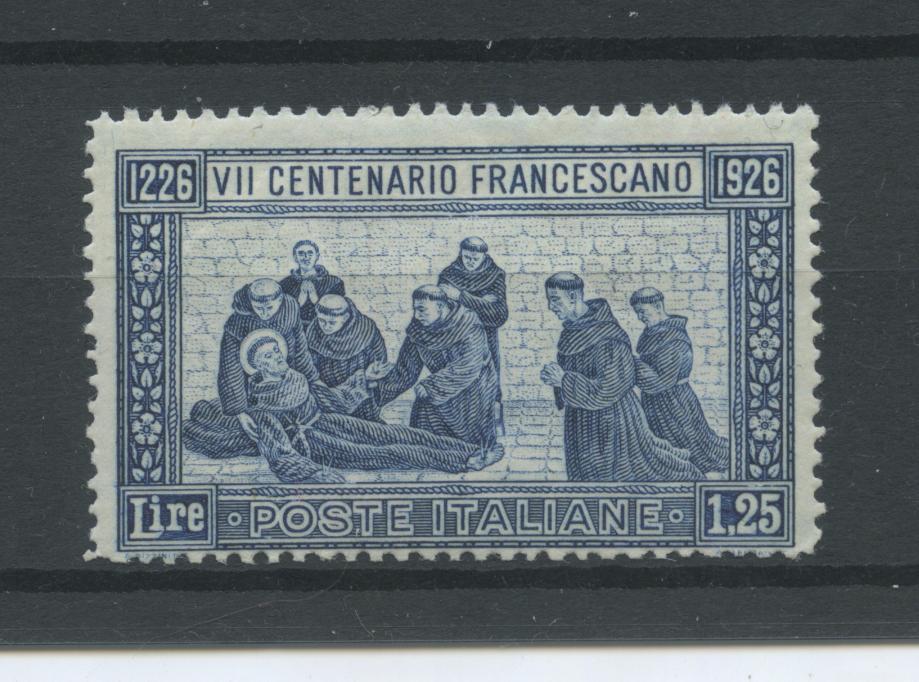 1226 VII CENTENARIO FRANCESCANO 1926
Lire POSTE ITALIANE 1,25